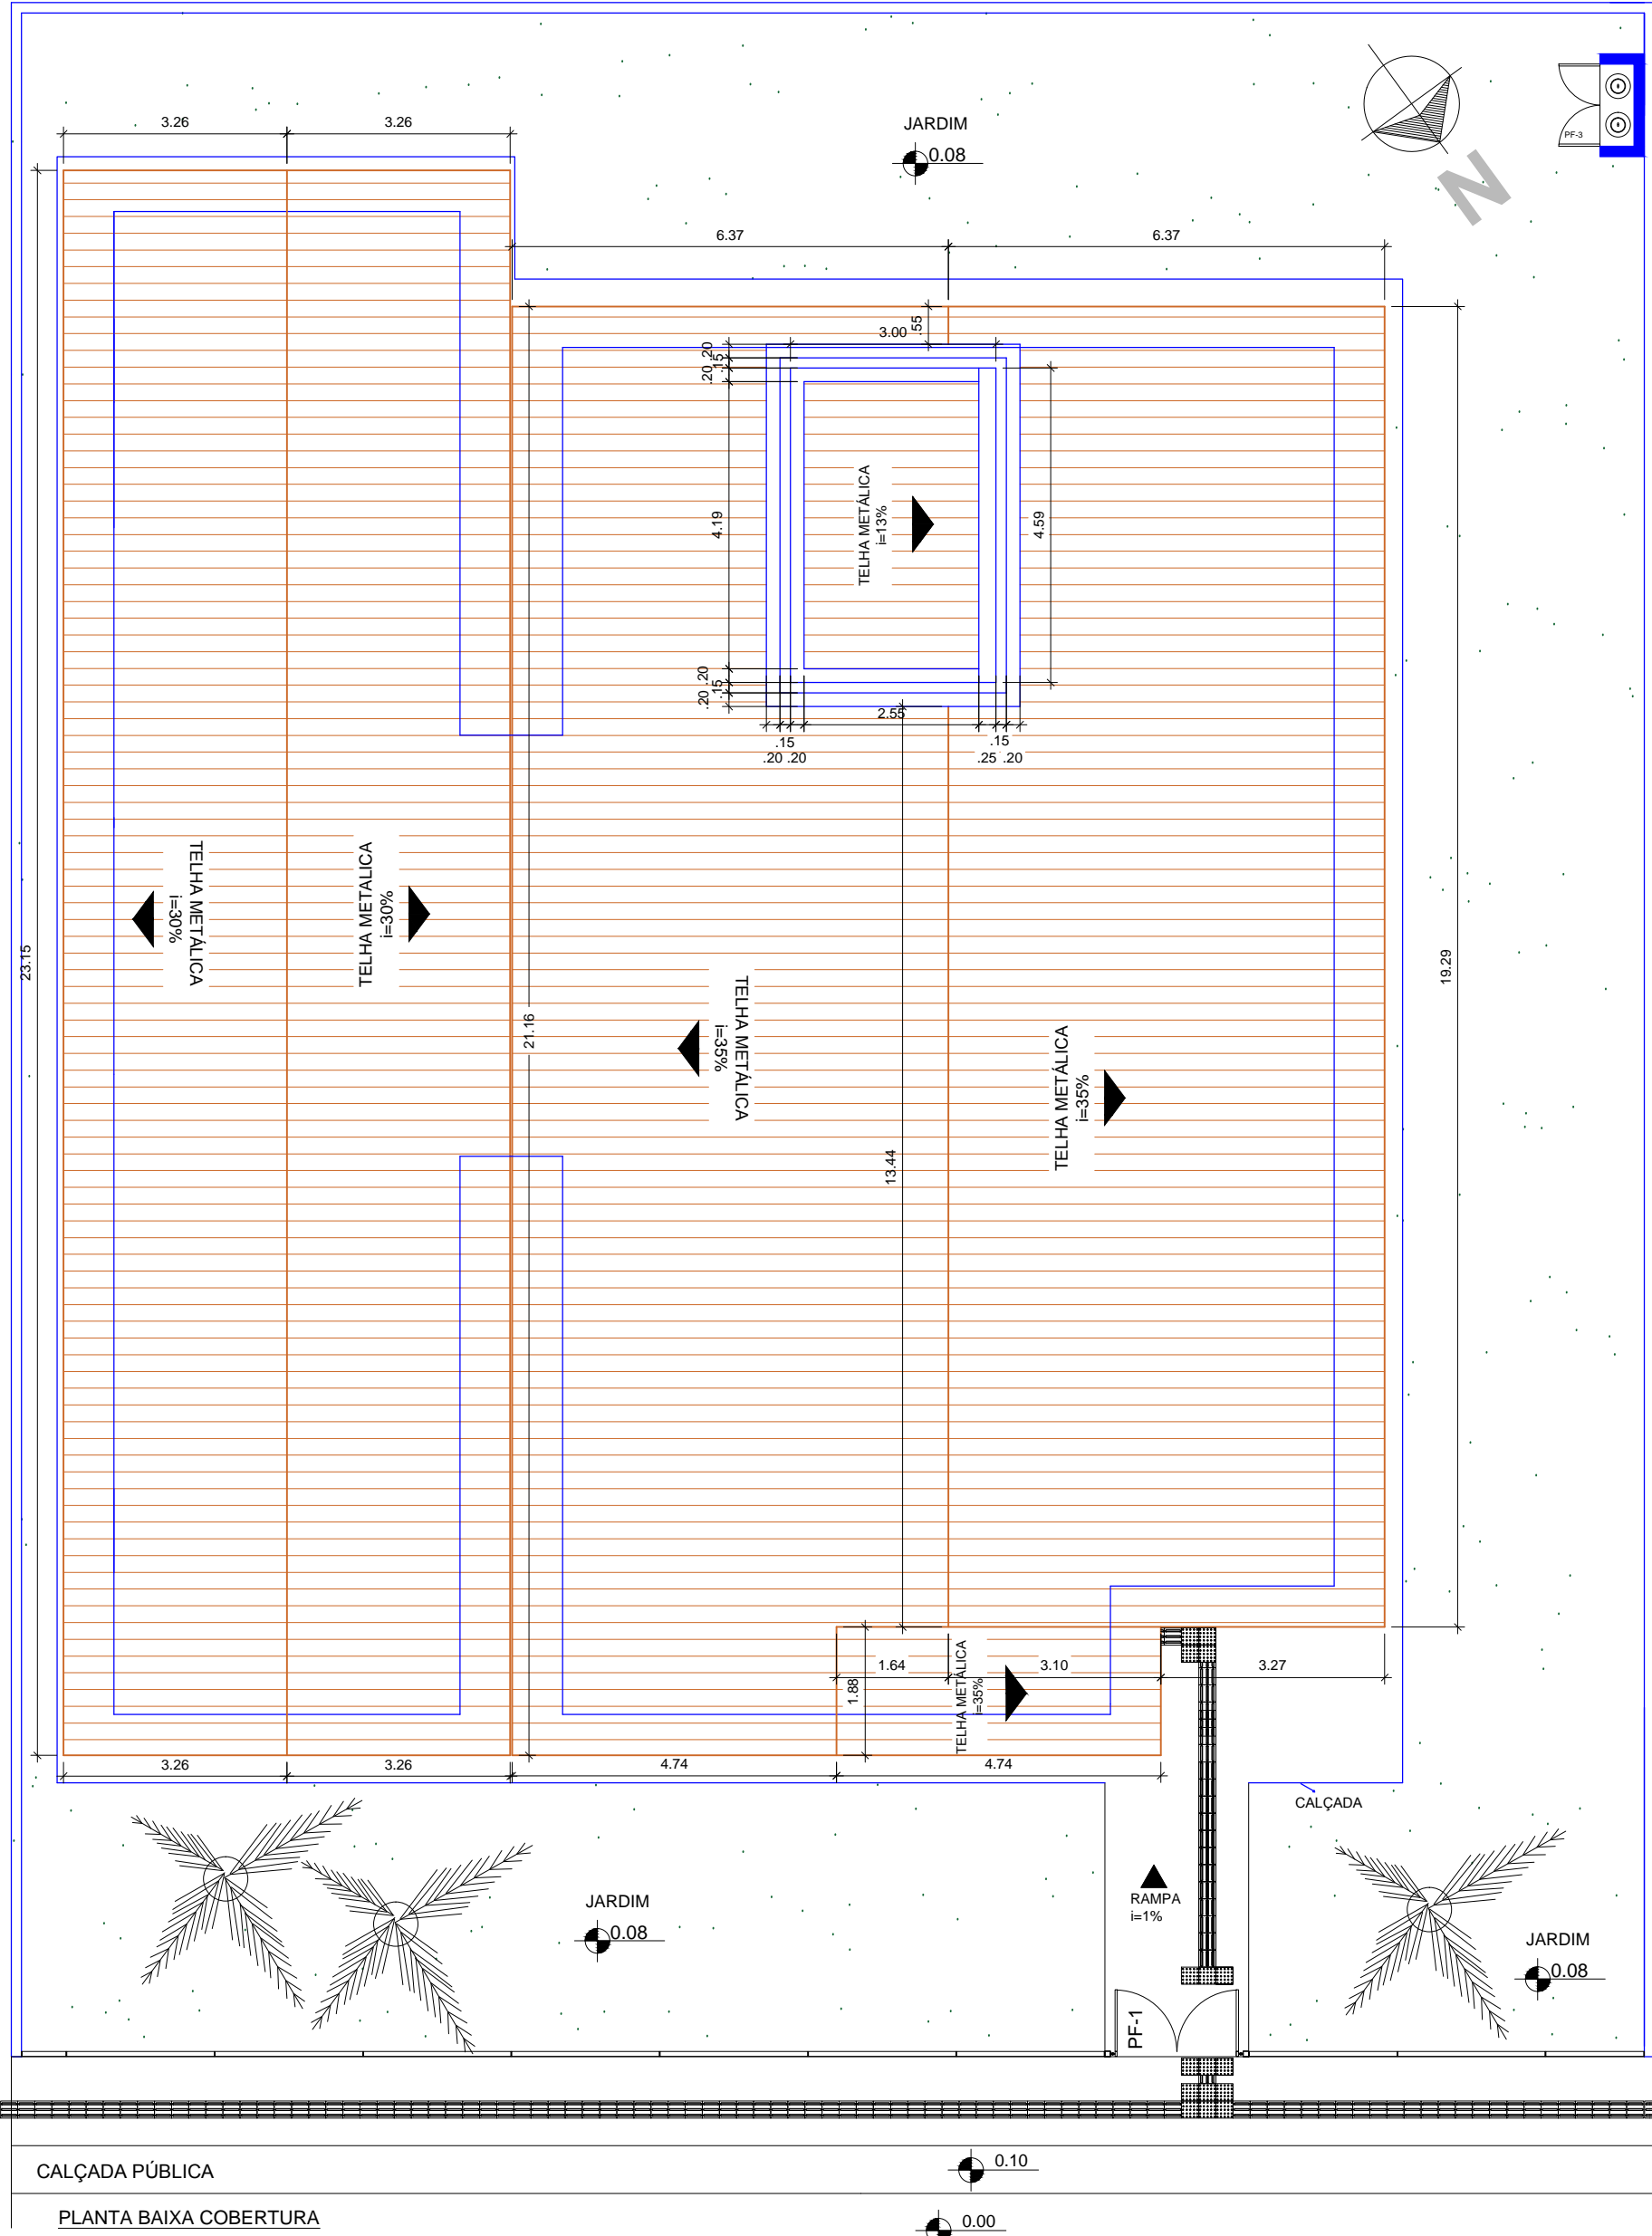 3.26
3.26
JARDIM
0.08
PF-3
N
6.37
6.37
.55
3.00
.20
.15
.20
4.19
4.59
TELHA METÁLICA
i=13%
.20
.15
.20
2.55
.15
.20 .20
.15
.25 .20
TELHA METÁLICA
i=30%
TELHA METALICA
i=30%
23.15
19.29
TELHA METÁLICA
i=35%
21.16
TELHA METÁLICA
i=35%
13.44
1.64
3.10
3.27
1.88
TELHA METÁLICA
i=35%
3.26
3.26
4.74
4.74
CALÇADA
JARDIM
0.08
RAMPA
i=1%
JARDIM
0.08
PF-1
CALÇADA PÚBLICA
0.10
PLANTA BAIXA COBERTURA
0.00